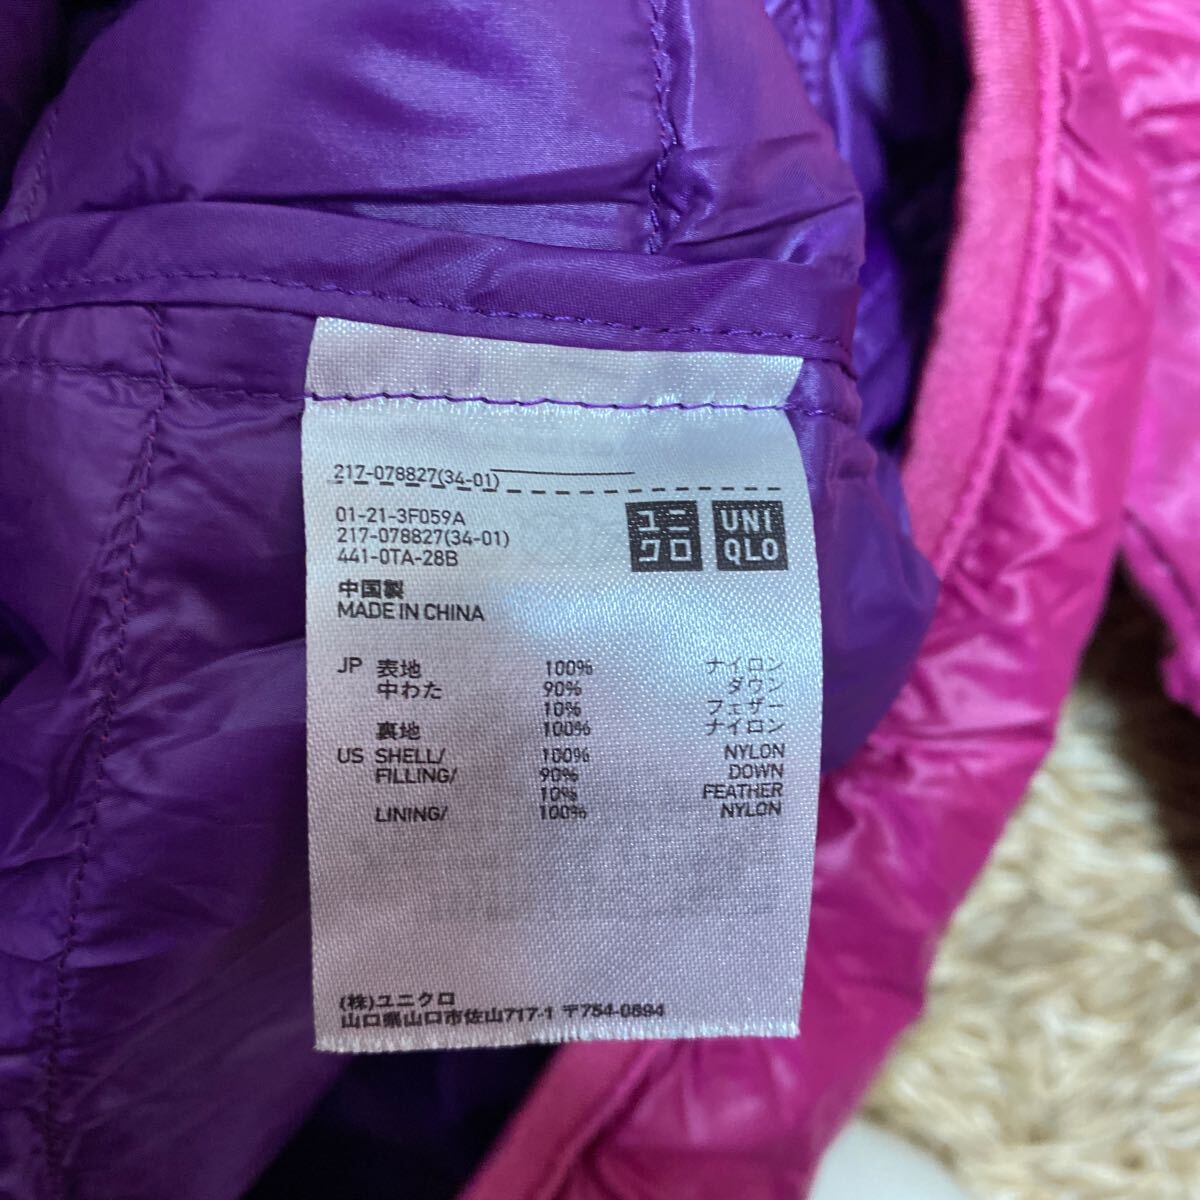 217-078827(34-01)
01-21-3F059A
217-078827(34-01)
441-0TA-28B
ユニクロ
UNIQLO
中国製
MADE IN CHINA
JP 表地 100% ナイロン
中わた 90% ダウン
10% フェザー
裏地 100% ナイロン
US SHELL/ 100% NYLON
FILLING/ 90% DOWN
10% FEATHER
LINING/ 100% NYLON
(株)ユニクロ
山口県山口市佐山717-1 〒754-0894